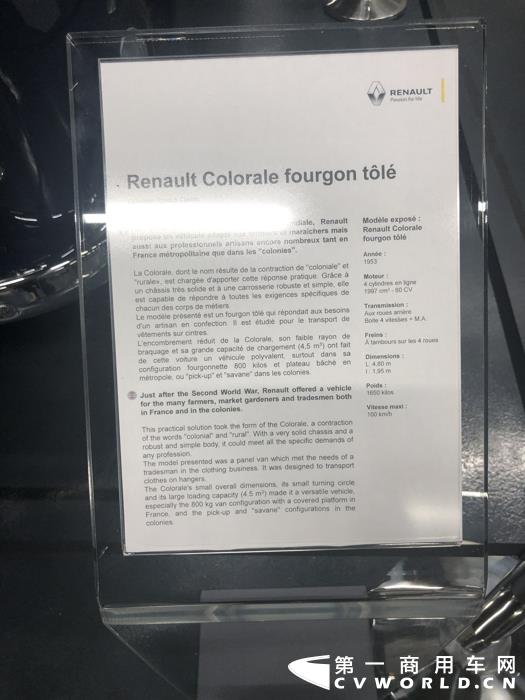 RENAULT
Passion for life
Renault Colorale fourgon tôlé
diale, Renault
maraîchers mais
aussi aux professionnels artisans encore nombreux tant en
France métropolitaine que dans les "colonies".
La Colorale, dont le nom résulte de la contraction de "coloniale" et
"rurale», est chargée d'apporter cette réponse pratique. Grâce à
un châssis très solide et à une carrosserie robuste et simple, elle
est capable de répondre à toutes les exigences spécifiques de
chacun des corps de métiers.
Le modèle présenté est un fourgon tôlé qui répondait aux besoins
d'un artisan en confection. Il est étudié pour le transport de
vêtements sur cintres.
L'encombrement réduit de la Colorale, son faible rayon de
braquage et sa grande capacité de chargement (4,5 m³) ont fait
de cette voiture un véhicule polyvalent, surtout dans sa
configuration fourgonnette 800 kilos et plateau bâché en
métropole, ou "pick-up" et "savane" dans les colonies.
Just after the Second World War, Renault offered a vehicle
for the many farmers, market gardeners and tradesmen both
in France and in the colonies.
This practical solution took the form of the Colorale, a contraction
of the words "colonial" and "rural". With a very solid chassis and a
robust and simple body, it could meet all the specific demands of
any profession.
The model presented was a panel van which met the needs of a
tradesman in the clothing business. It was designed to transport
clothes on hangers.
The Colorale's small overall dimensions, its small turning circle
and its large loading capacity (4.5 m³) made it a versatile vehicle,
especially the 800 kg van configuration with a covered platform in
France, and the pick-up and "savane" configurations in the
colonies.
Modèle exposé :
Renault Colorale
fourgon tôlé
Année :
1953
Moteur :
4 cylindres en ligne
1997 cm³ - 60 CV
Transmission :
Aux roues arrière
Boîte 4 vitesses + M.A.
Freins :
À tambours sur les 4 roues
Dimensions :
L : 4,80 m
l : 1,95 m
Poids :
1650 kilos
Vitesse maxi :
100 km/h
第一商用车网
CVWORLD.CN